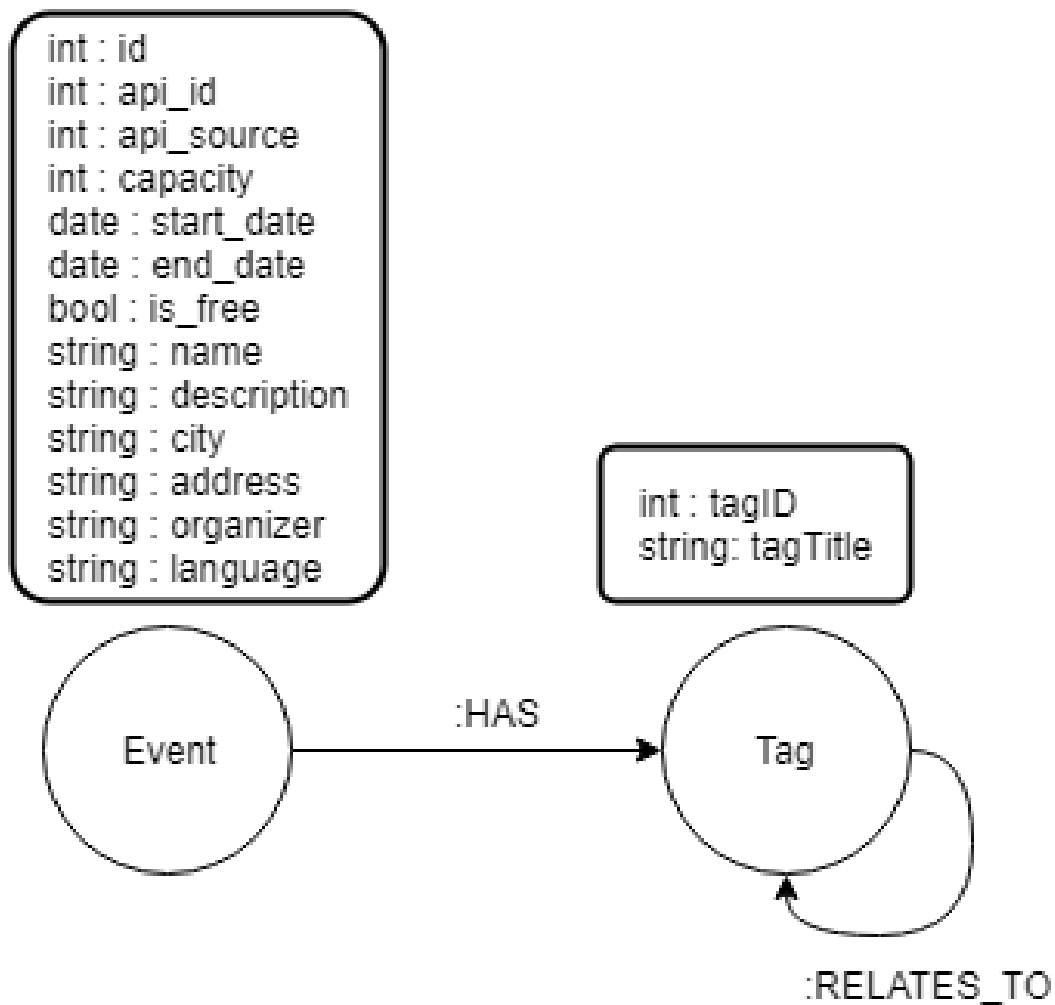 int : id
int : api_id
int : api_source
int : capacity
date : start_date
date : end_date
bool : is_free
string : name
string : description
string : city
string : address
string : organizer
string : language
int : tagID
string: tagTitle
:HAS
Event
Tag
:RELATES_TO